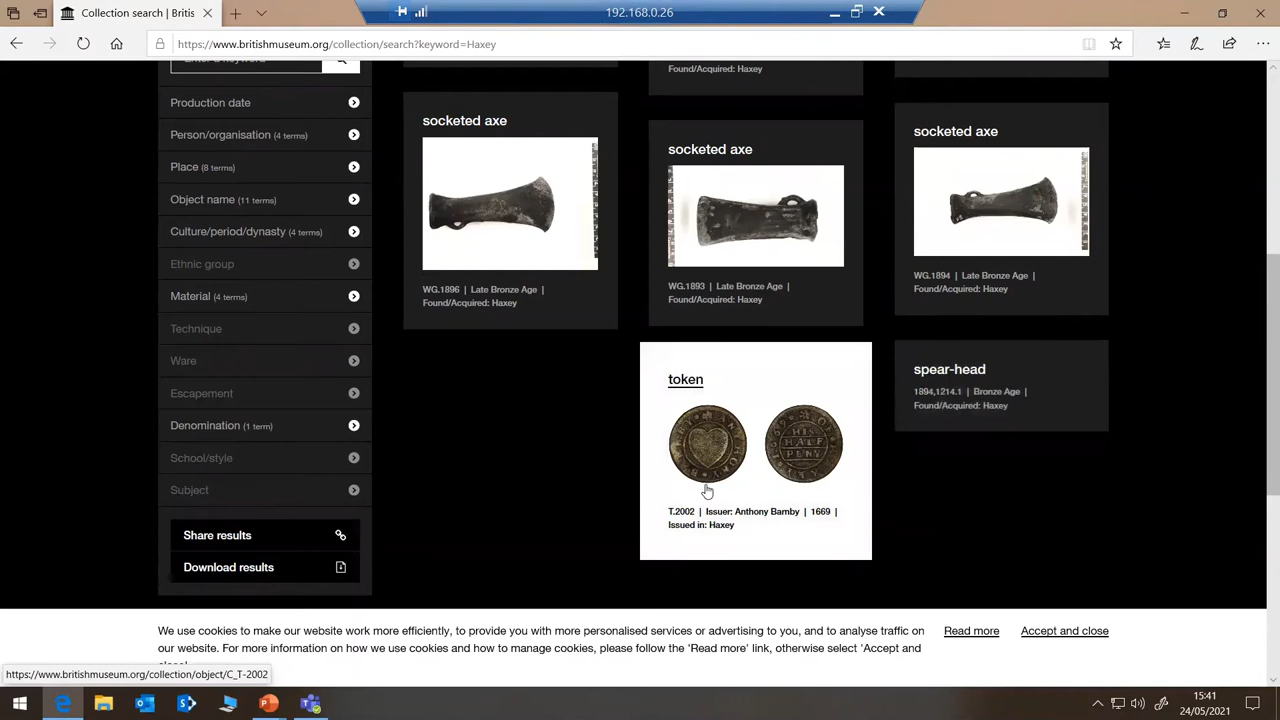 Collection search | Britis
192.168.0.26
https://www.britishmuseum.org/collection/search?keyword=Haxey
Production date
Person/organisation (4 terms)
Place (8 terms)
Object name (11 terms)
Culture/period/dynasty (4 terms)
Ethnic group
Material (4 terms)
Technique
Ware
Escapement
Denomination (1 term)
School/style
Subject
Share results
Download results
Found/Acquired: Haxey
socketed axe
WG.1896 | Late Bronze Age |
Found/Acquired: Haxey
socketed axe
WG.1893 | Late Bronze Age |
Found/Acquired: Haxey
socketed axe
WG.1894 | Late Bronze Age |
Found/Acquired: Haxey
token
HIS
HALF
PENY
T.2002 | Issuer: Anthony Barnby | 1669 |
Issued in: Haxey
spear-head
1894,1214.1 | Bronze Age |
Found/Acquired: Haxey
We use cookies to make our website work more efficiently, to provide you with more personalised services or advertising to you, and to analyse traffic on
our website. For more information on how we use cookies and how to manage cookies, please follow the 'Read more' link, otherwise select 'Accept and
Read more
Accept and close
https://www.britishmuseum.org/collection/object/C_T-2002
15:41
24/05/2021